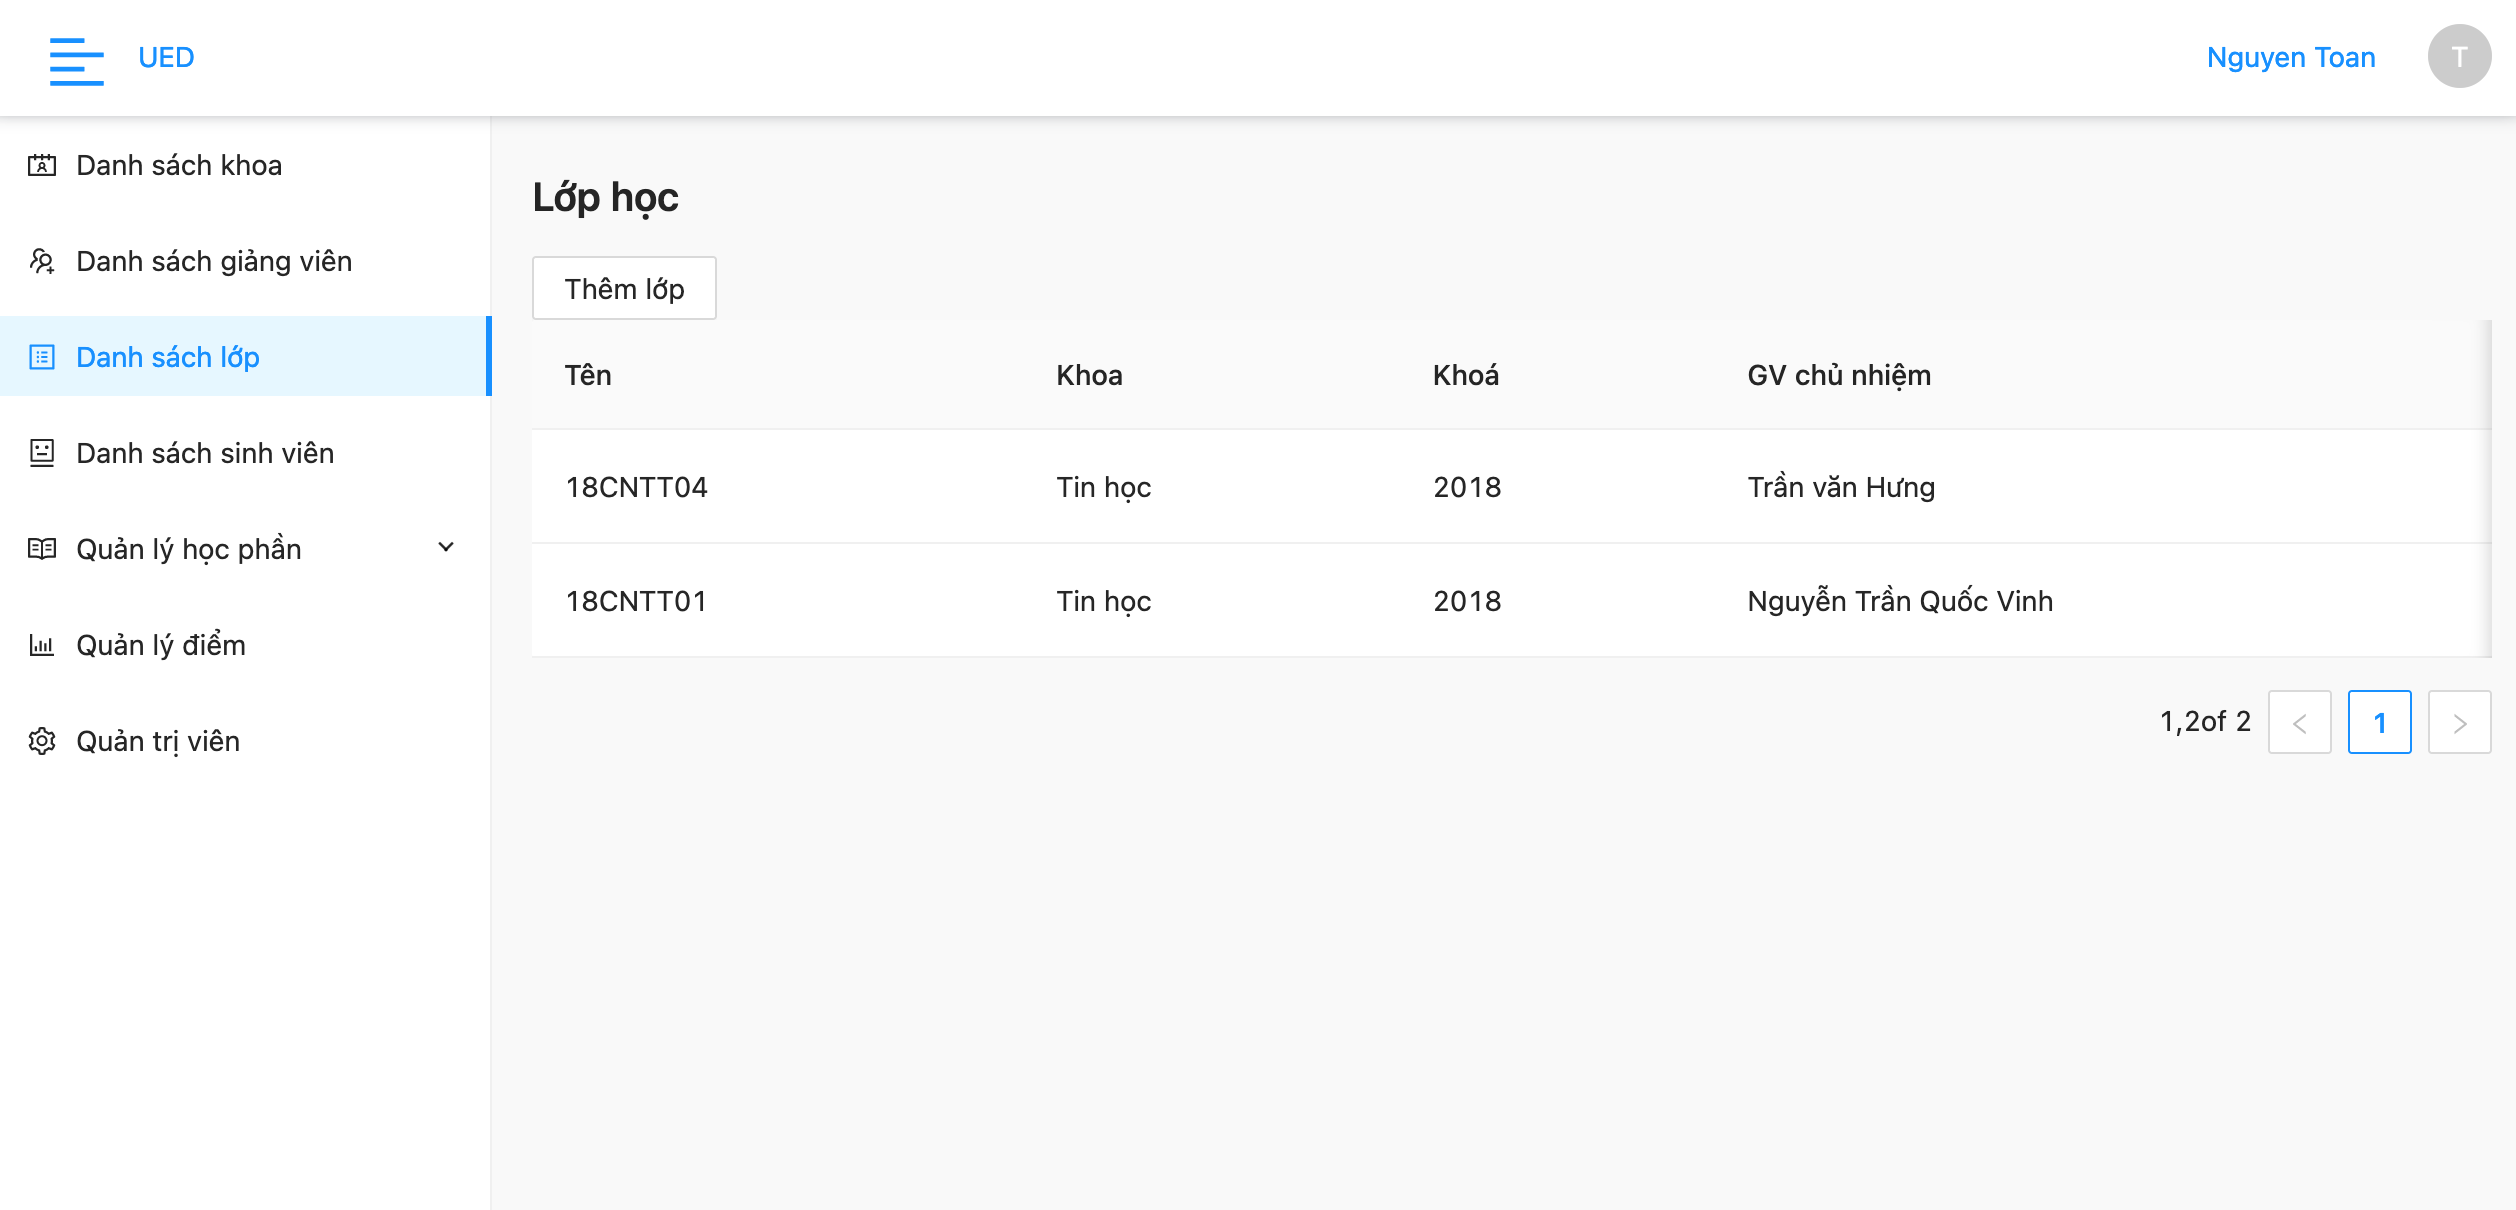 UED
Nguyen Toan
T
Danh sách khoa
Danh sách giảng viên
Danh sách lớp
Danh sách sinh viên
Quản lý học phần
Quản lý điểm
Quản trị viên
Lớp học
Thêm lớp
Tên Khoa Khoá GV chủ nhiệm
18CNTT04 Tin học 2018 Trần văn Hưng
18CNTT01 Tin học 2018 Nguyễn Trần Quốc Vinh
1,2of 2 < 1 >